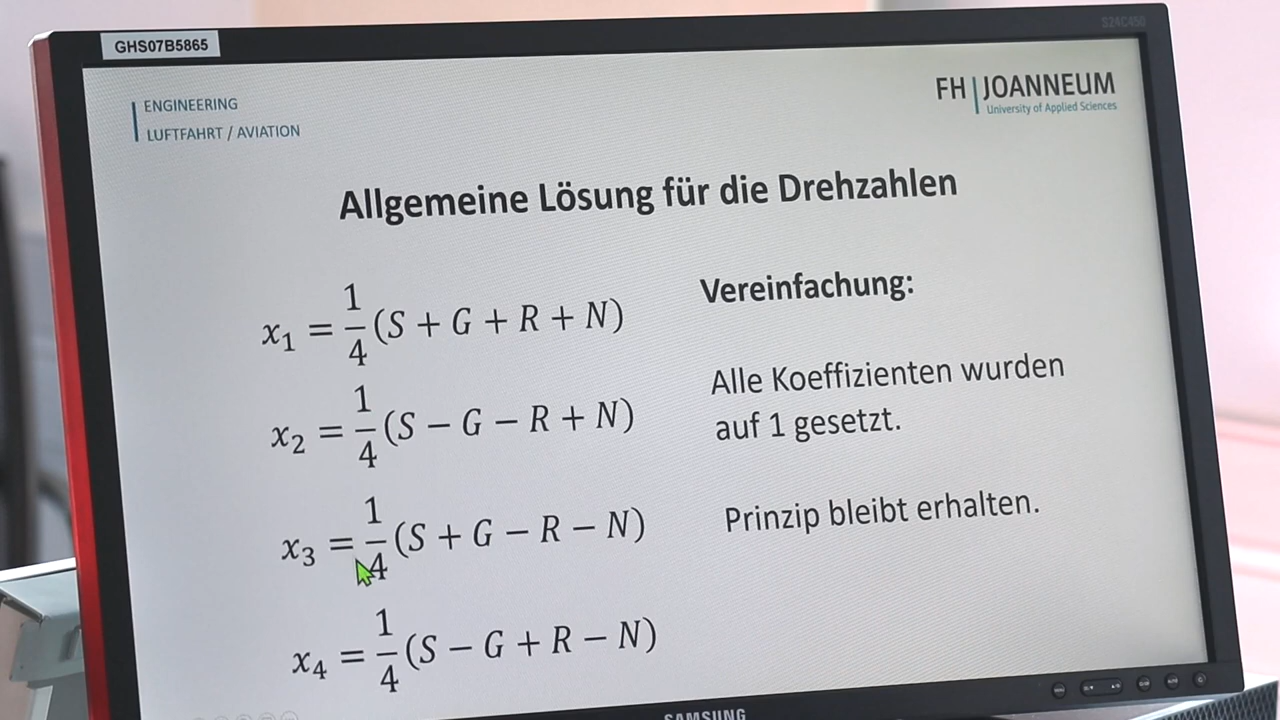 S24C450
GHS07B5865
ENGINEERING
LUFTFAHRT / AVIATION
FH | JOANNEUM
University of Applied Sciences
Allgemeine Lösung für die Drehzahlen
x₁ = 1/4 (S + G + R + N)
x₂ = 1/4 (S − G − R + N)
x₃ = 1/4 (S + G − R − N)
x₄ = 1/4 (S − G + R − N)
Vereinfachung:
Alle Koeffizienten wurden
auf 1 gesetzt.
Prinzip bleibt erhalten.
SAMSUNG